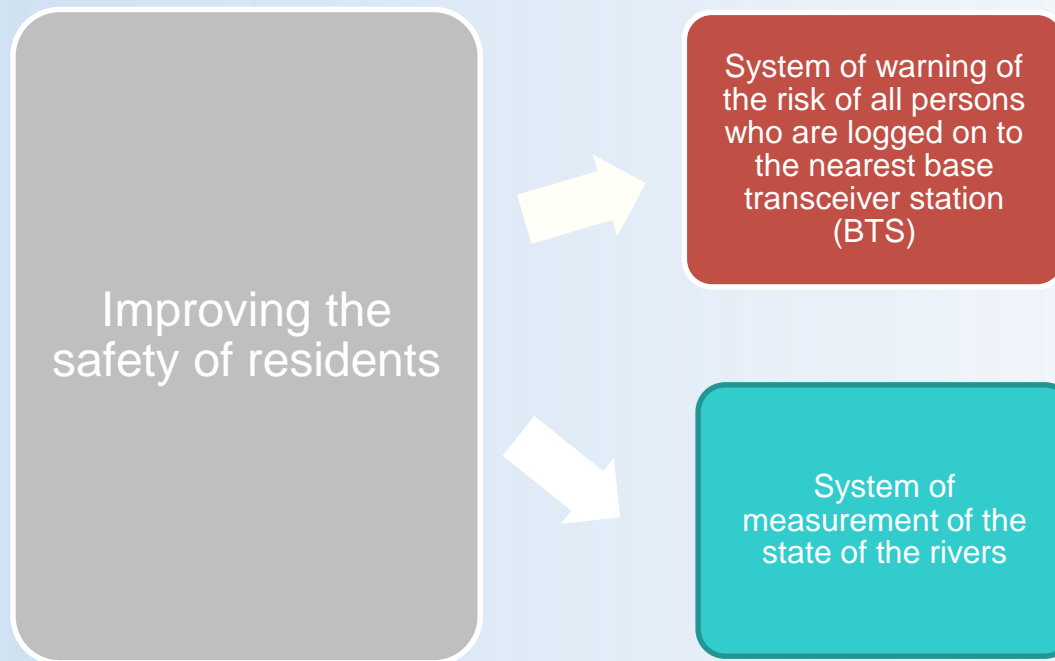 Improving the
safety of residents
System of warning of
the risk of all persons
who are logged on to
the nearest base
transceiver station
(BTS)
System of
measurement of the
state of the rivers